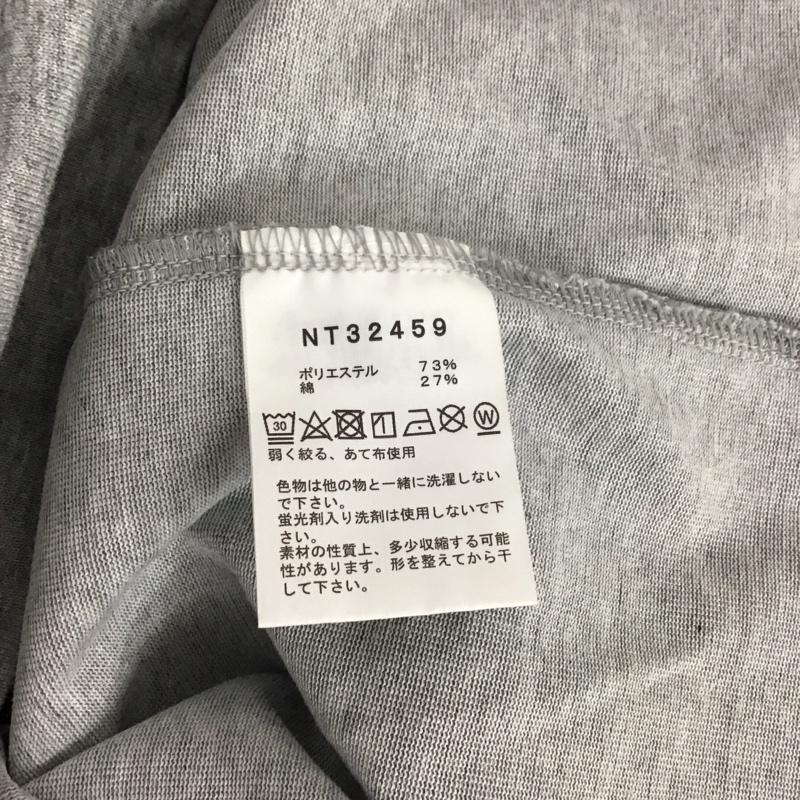 NT32459
ポリエステル 73%
綿 27%
30 W
弱く絞る、あて布使用
色物は他の物と一緒に洗濯しない
で下さい。
蛍光剤入り洗剤は使用しないで下
さい。
素材の性質上、多少収縮する可能
性があります。形を整えてから干
して下さい。